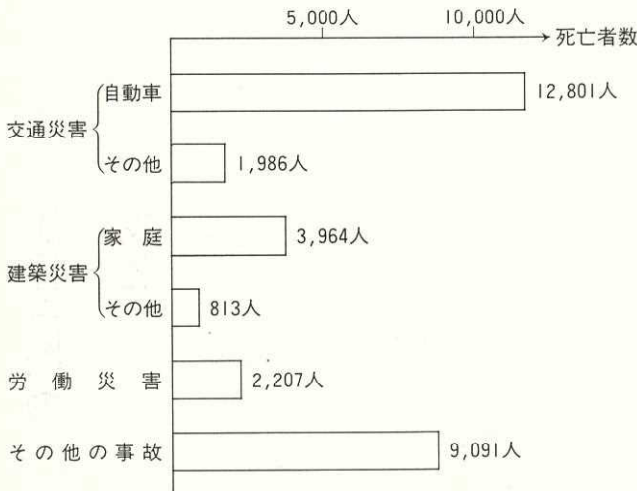 5,000人 10,000人
死亡者数
交通災害
自動車 12,801人
その他 1,986人
建築災害
家庭 3,964人
その他 813人
労働災害 2,207人
その他の事故 9,091人